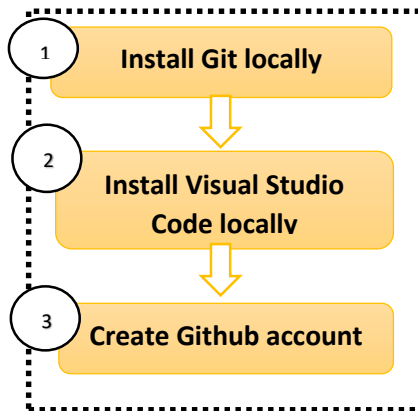 1
Install Git locally
2
Install Visual Studio
Code locally
3
Create Github account